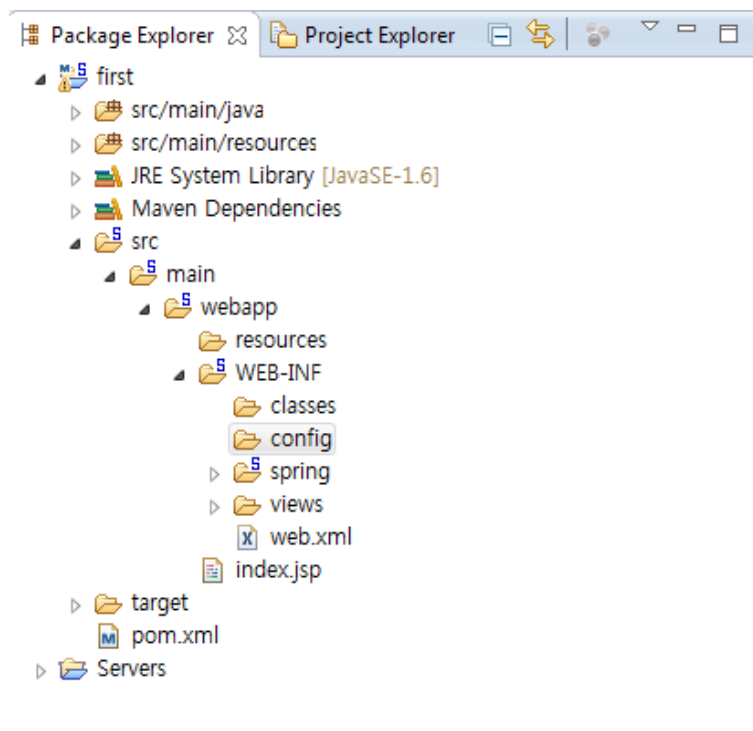 Package Explorer Project Explorer
first
src/main/java
src/main/resources
JRE System Library [JavaSE-1.6]
Maven Dependencies
src
main
webapp
resources
WEB-INF
classes
config
spring
views
web.xml
index.jsp
target
pom.xml
Servers